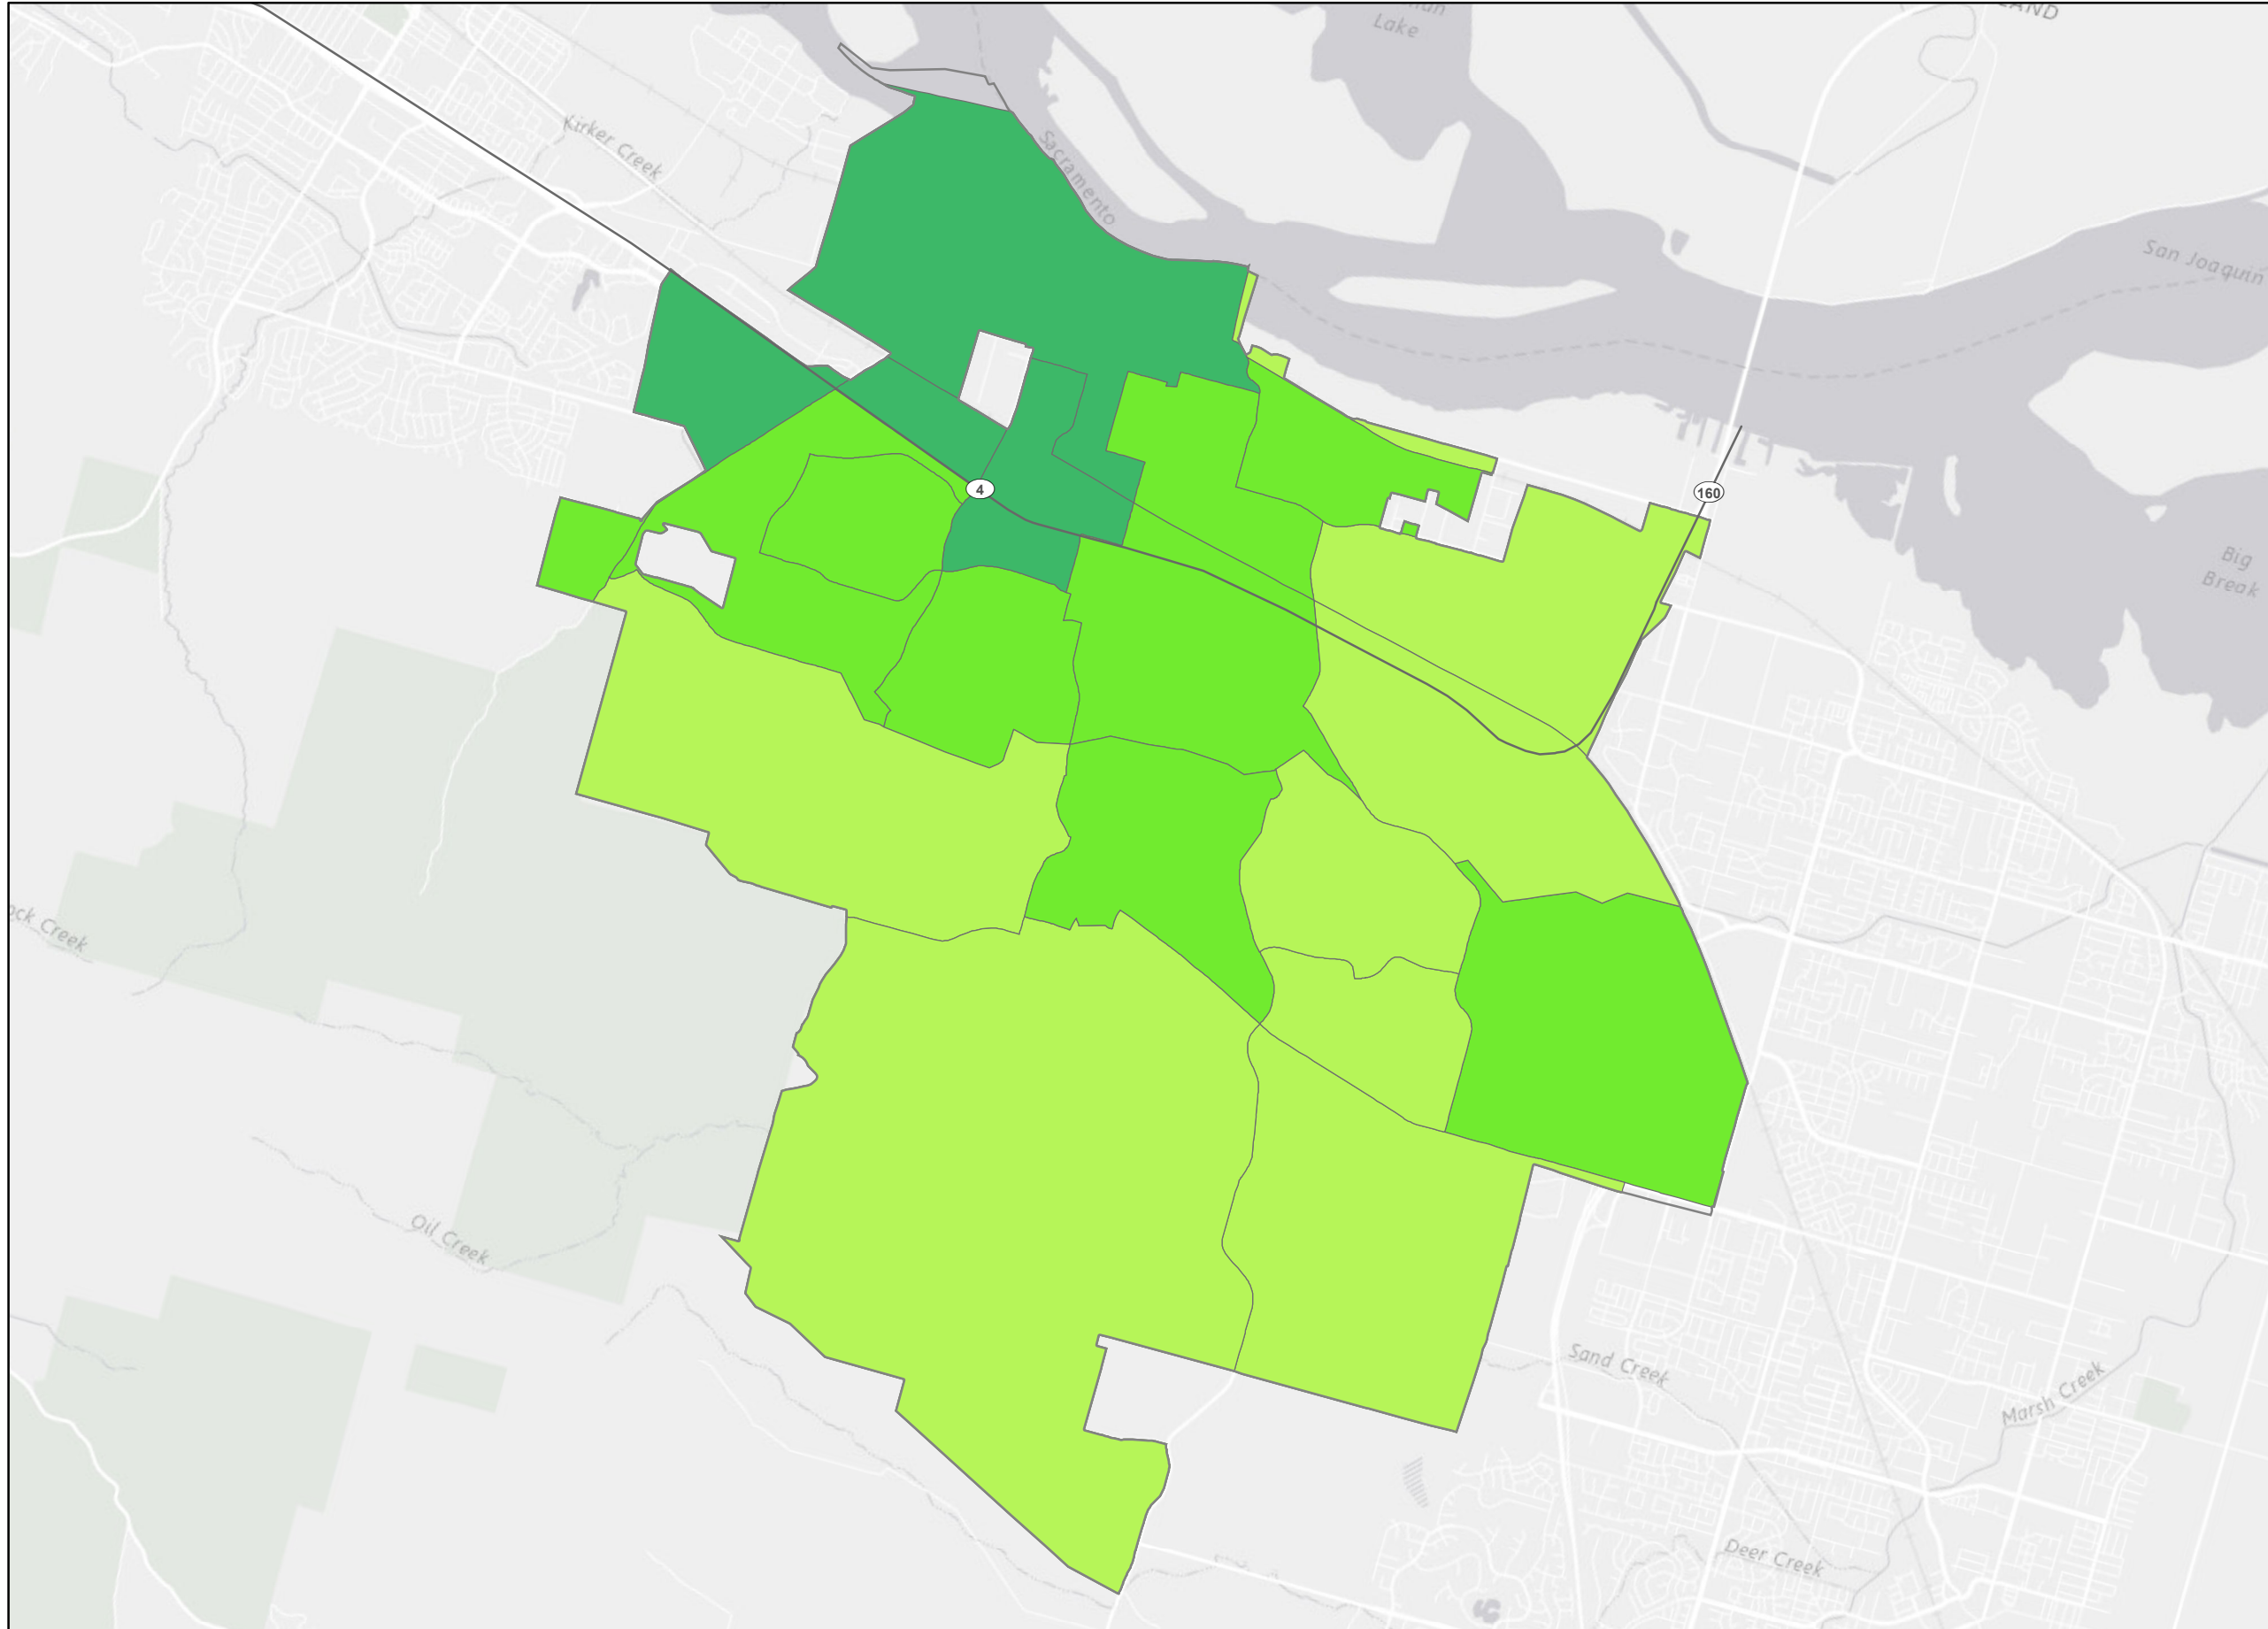 Lake
Kirker Creek
Sacramento
San Joaquin
4
160
Big
Break
Creek
Oil Creek
Sand Creek
Marsh Creek
Deer Creek